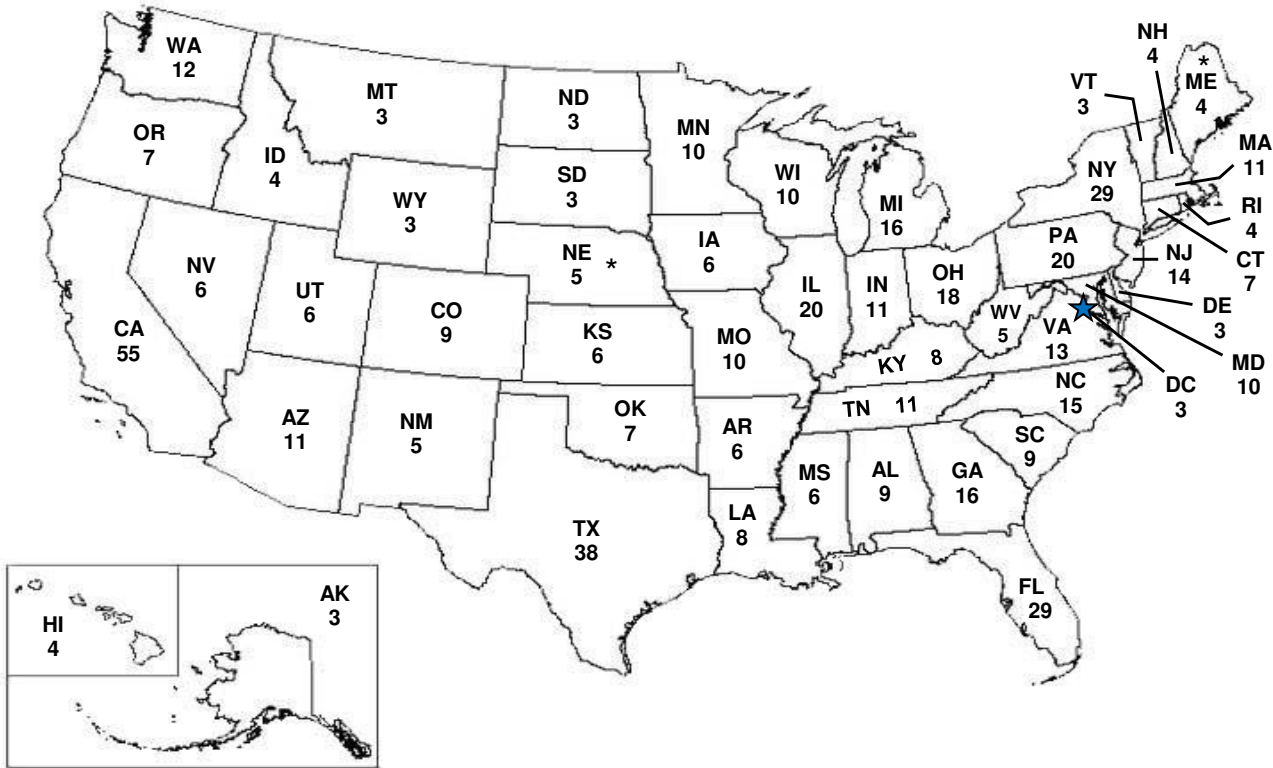 NH
4
*
ME
4
VT
3
WA
12
MT
3
ND
3
MN
10
OR
7
ID
4
WI
10
MA
11
SD
3
WY
3
MI
16
NY
29
RI
4
IA
6
PA
20
NE
5 *
NJ
14
CT
7
NV
6
UT
6
CO
9
IL
20
IN
11
OH
18
WV
5
VA
13
DE
3
CA
55
KS
6
MO
10
KY 8
MD
10
DC
3
NC
15
AZ
11
NM
5
OK
7
AR
6
TN 11
SC
9
MS
6
AL
9
GA
16
LA
8
TX
38
FL
29
AK
3
HI
4